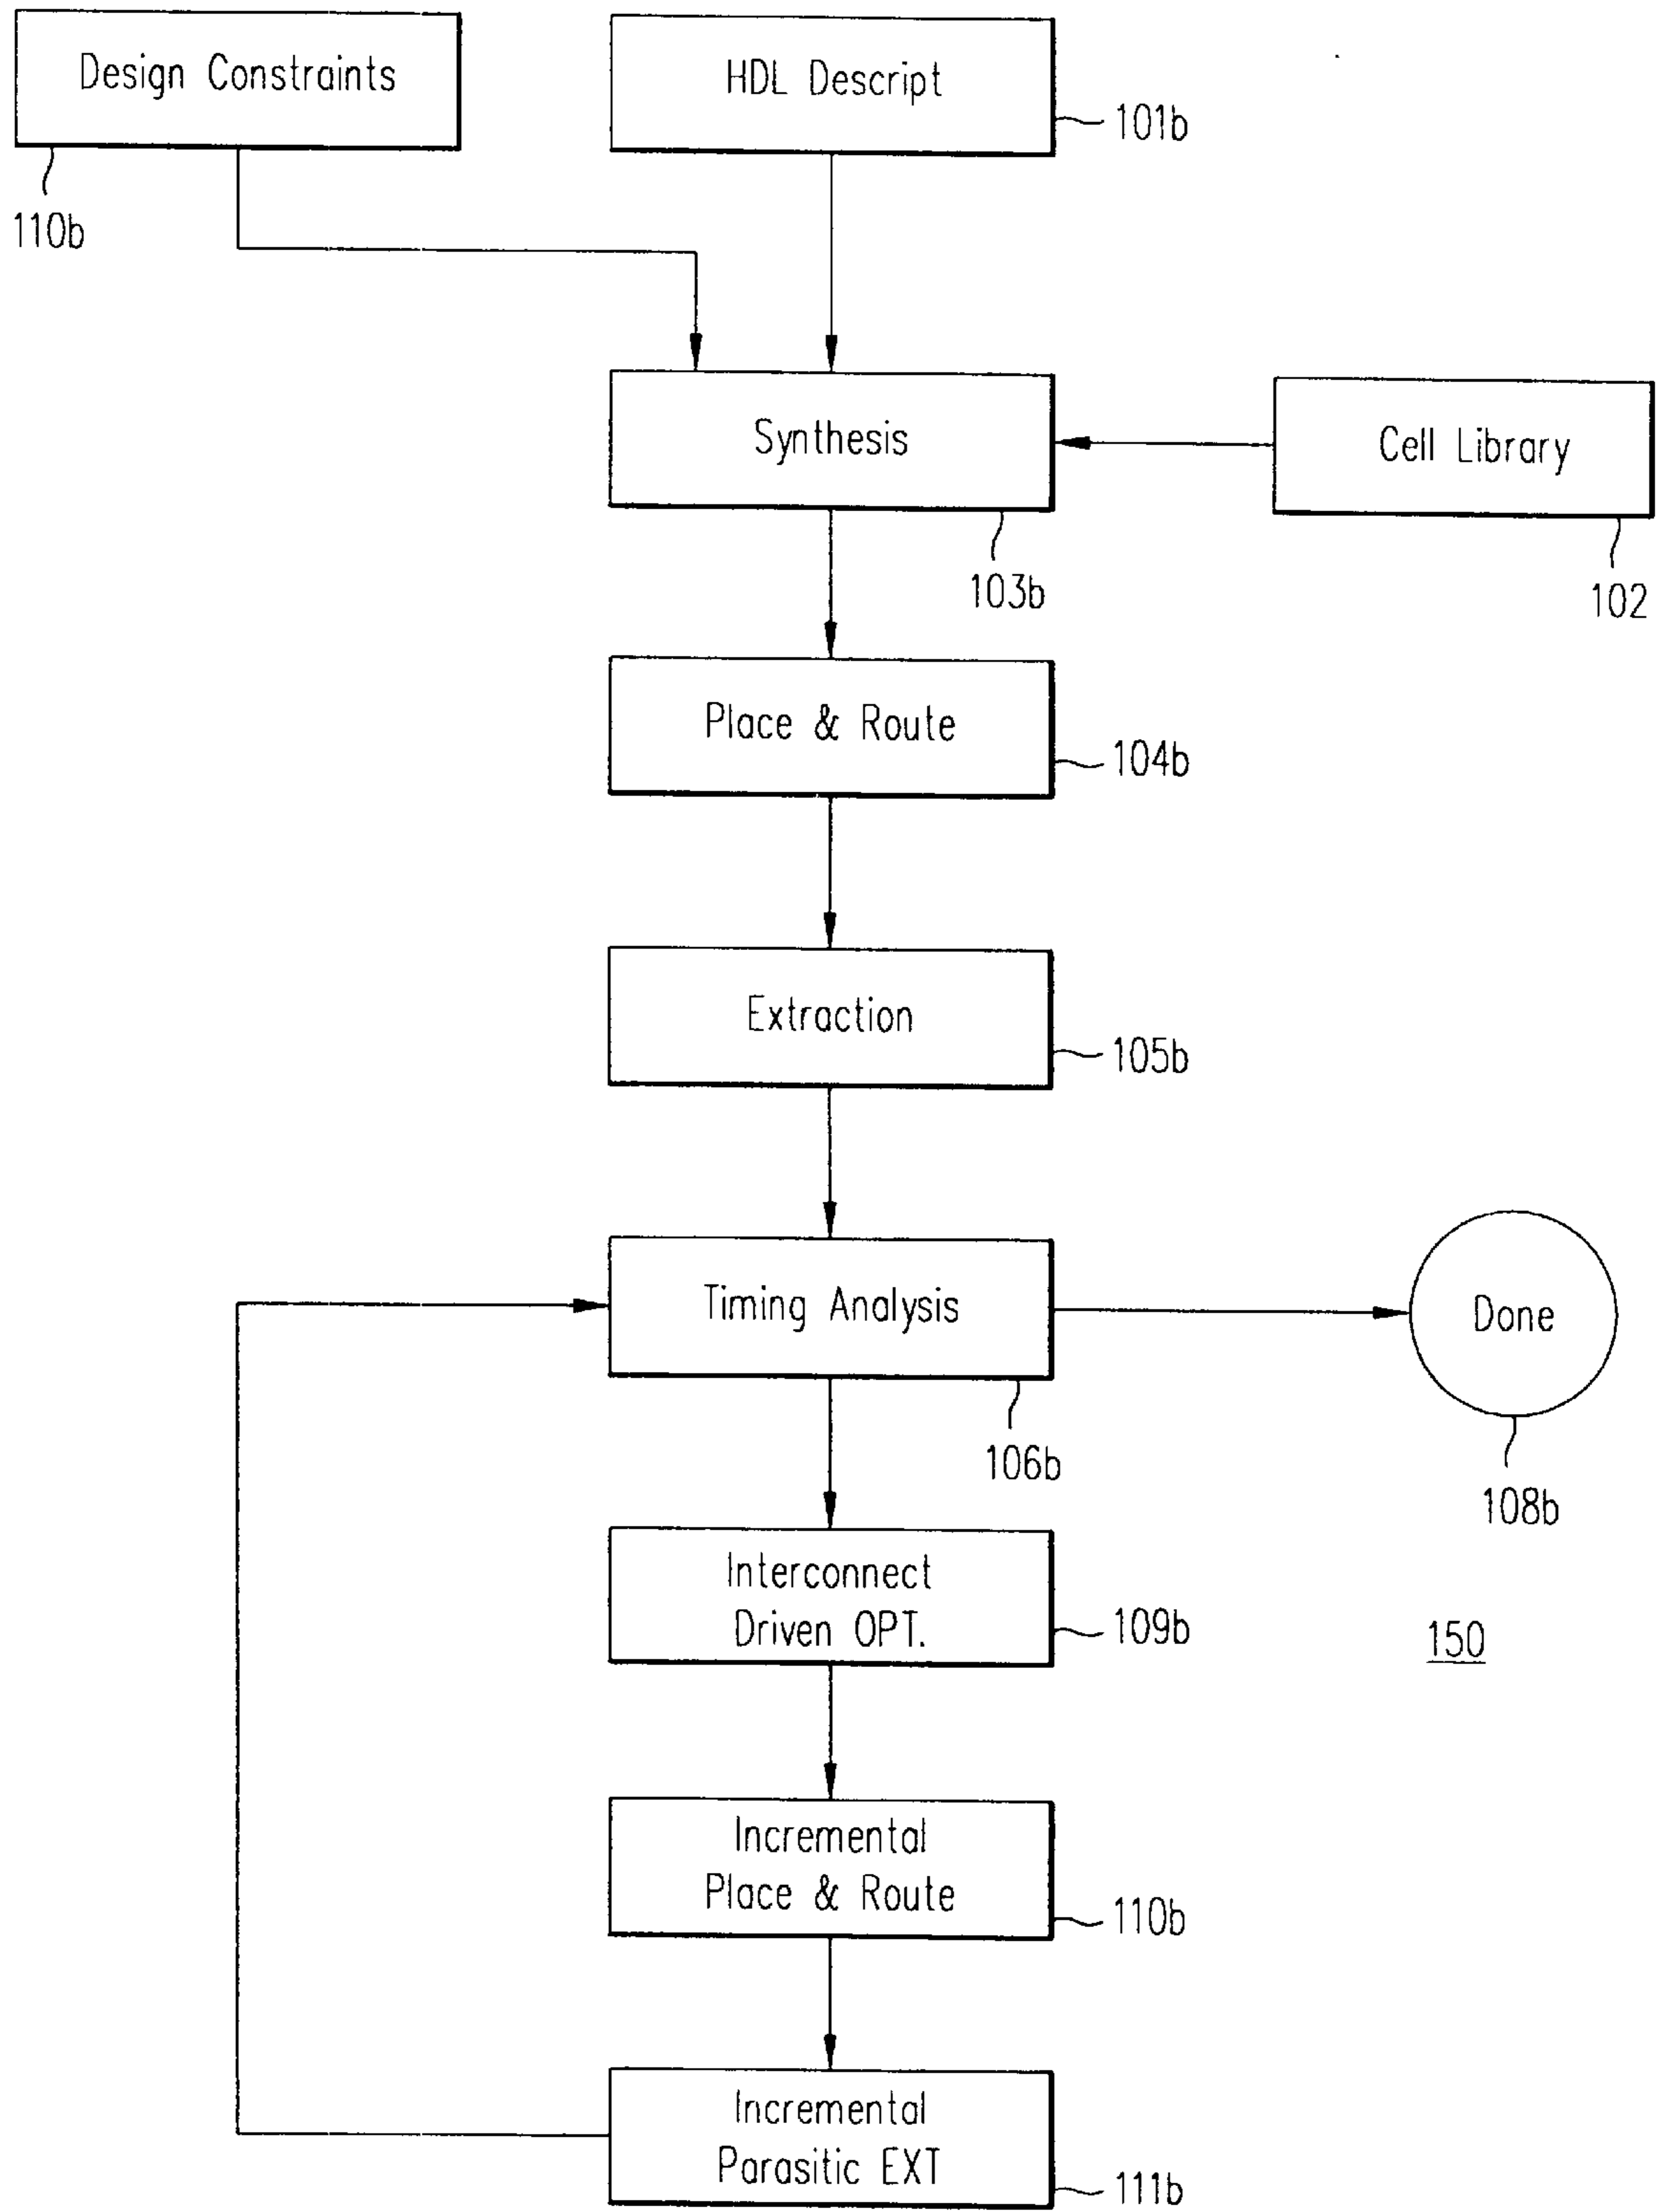 Design Constraints
110b
HDL Descript
101b
Synthesis
103b
Cell Library
102
Place & Route
104b
Extraction
105b
Timing Analysis
106b
Done
108b
Interconnect
Driven OPT.
109b
150
Incremental
Place & Route
110b
Incremental
Parasitic EXT
111b